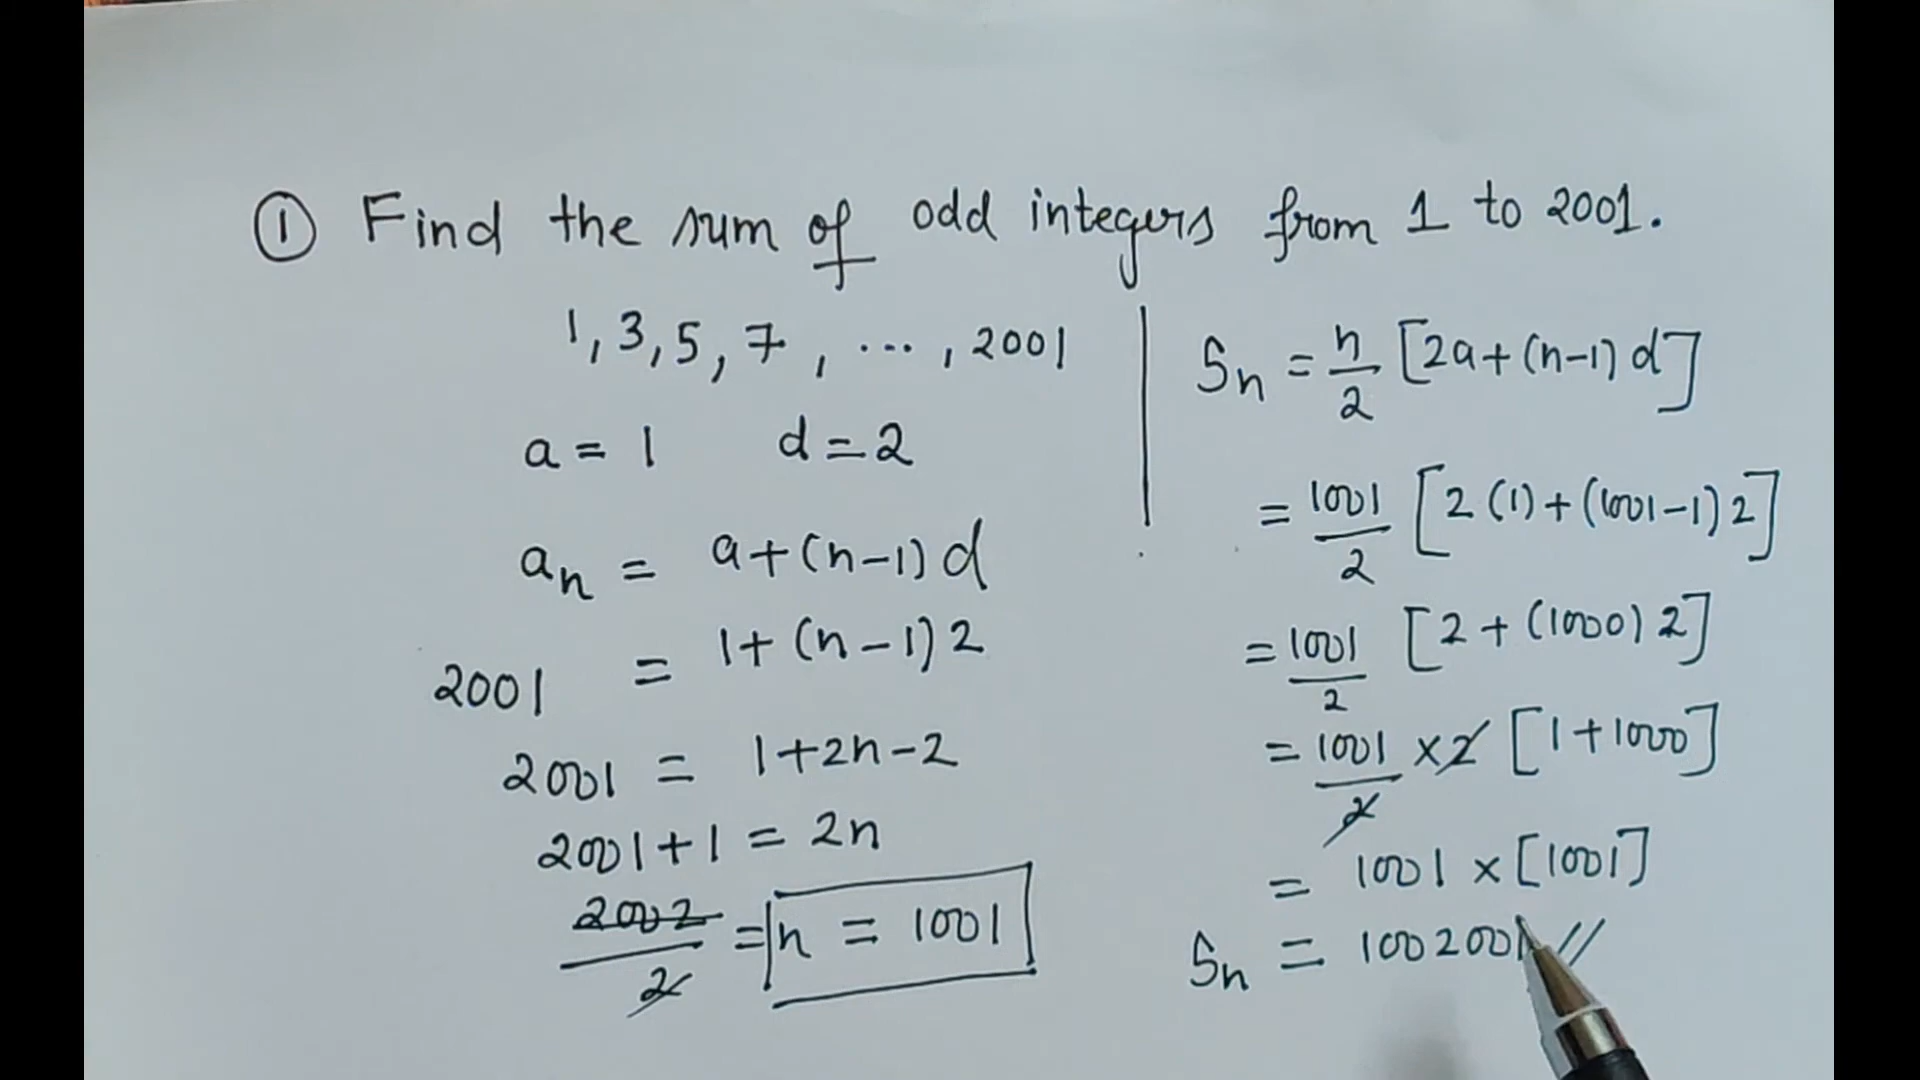 ① Find the sum of odd integers from 1 to 2001.
1, 3, 5, 7, ..., 2001
a = 1 d = 2
an = a+(n-1)d
2001 = 1+(n-1)2
2001 = 1+2n-2
2001+1 = 2n
2002/2 = n = 1001
Sn = n/2 [2a+(n-1)d]
= 1001/2 [2(1)+(1001-1)2]
= 1001/2 [2+(1000)2]
= 1001/2 ×2 [1+1000]
= 1001×[1001]
Sn = 1002001//